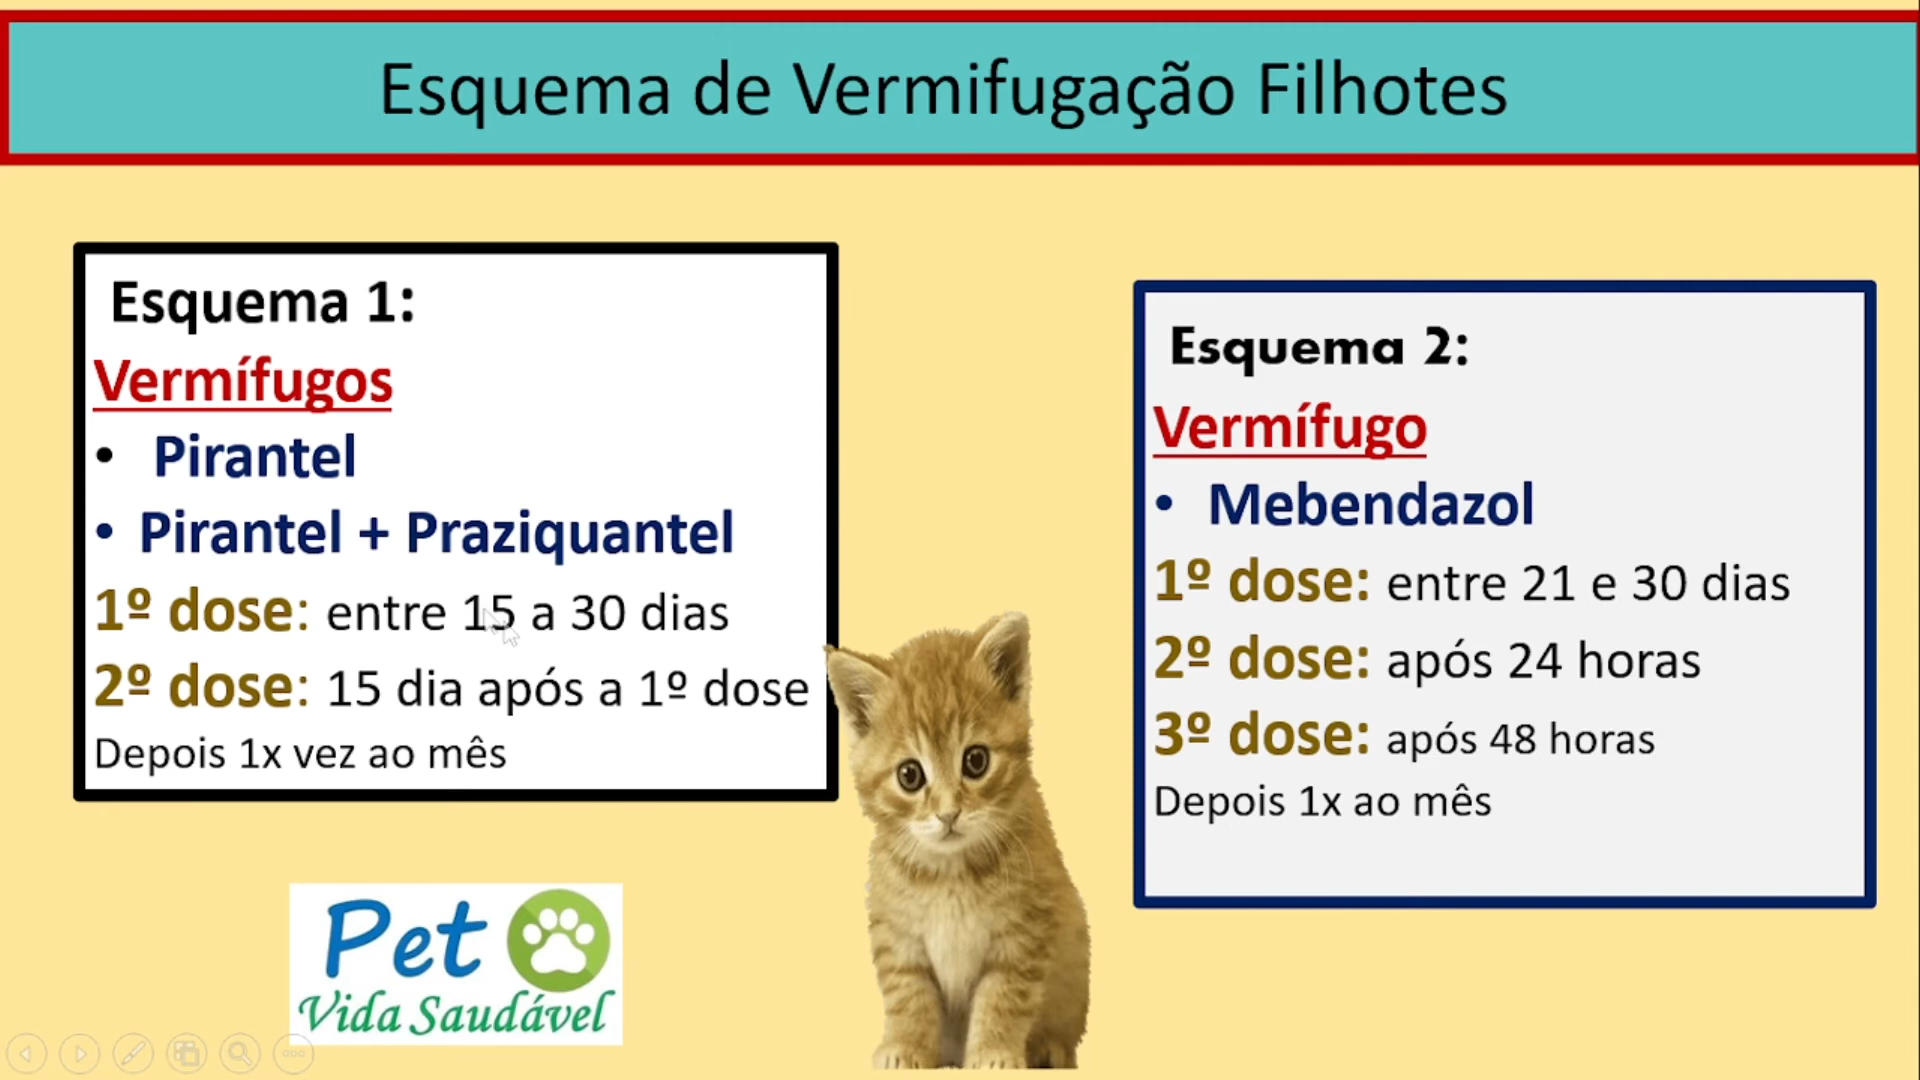 Esquema de Vermifugação Filhotes
Esquema 1:
Vermífugos
• Pirantel
• Pirantel + Praziquantel
1º dose: entre 15 a 30 dias
2º dose: 15 dia após a 1º dose
Depois 1x vez ao mês
Esquema 2:
Vermífugo
• Mebendazol
1º dose: entre 21 e 30 dias
2º dose: após 24 horas
3º dose: após 48 horas
Depois 1x ao mês
Pet
Vida Saudável